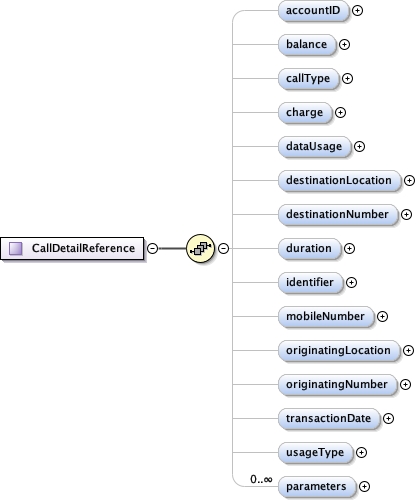 accountID
balance
callType
charge
dataUsage
destinationLocation
destinationNumber
CallDetailReference
duration
identifier
mobileNumber
originatingLocation
originatingNumber
transactionDate
usageType
0..∞
parameters